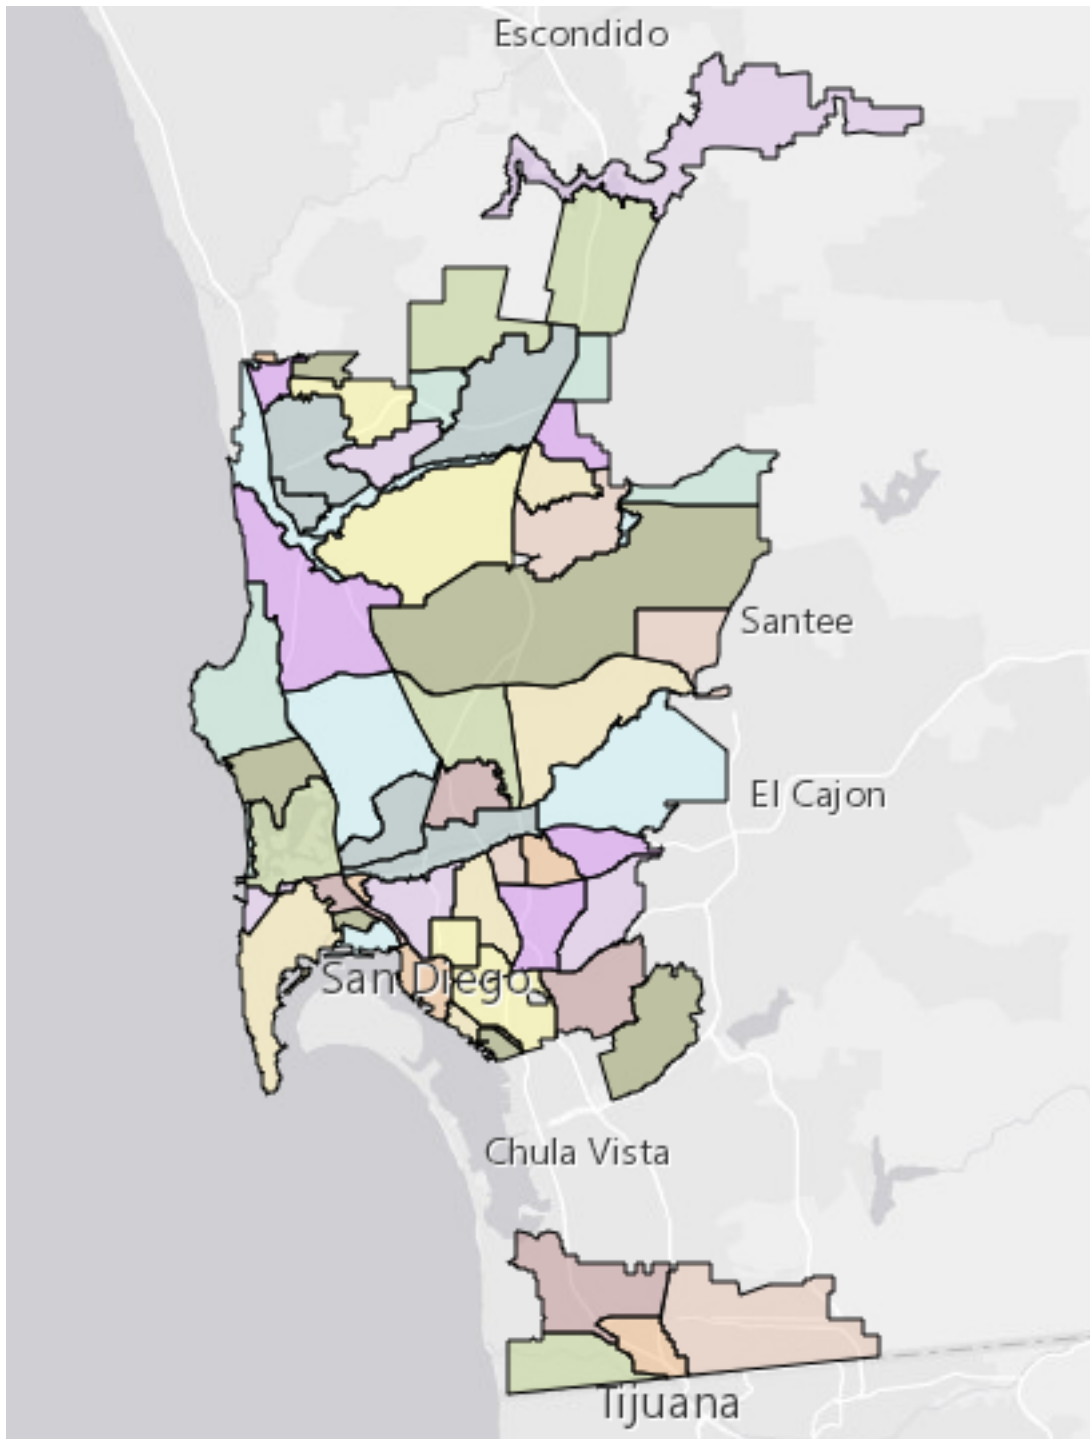 Escondido
Santee
El Cajon
San Diego
Chula Vista
Tijuana